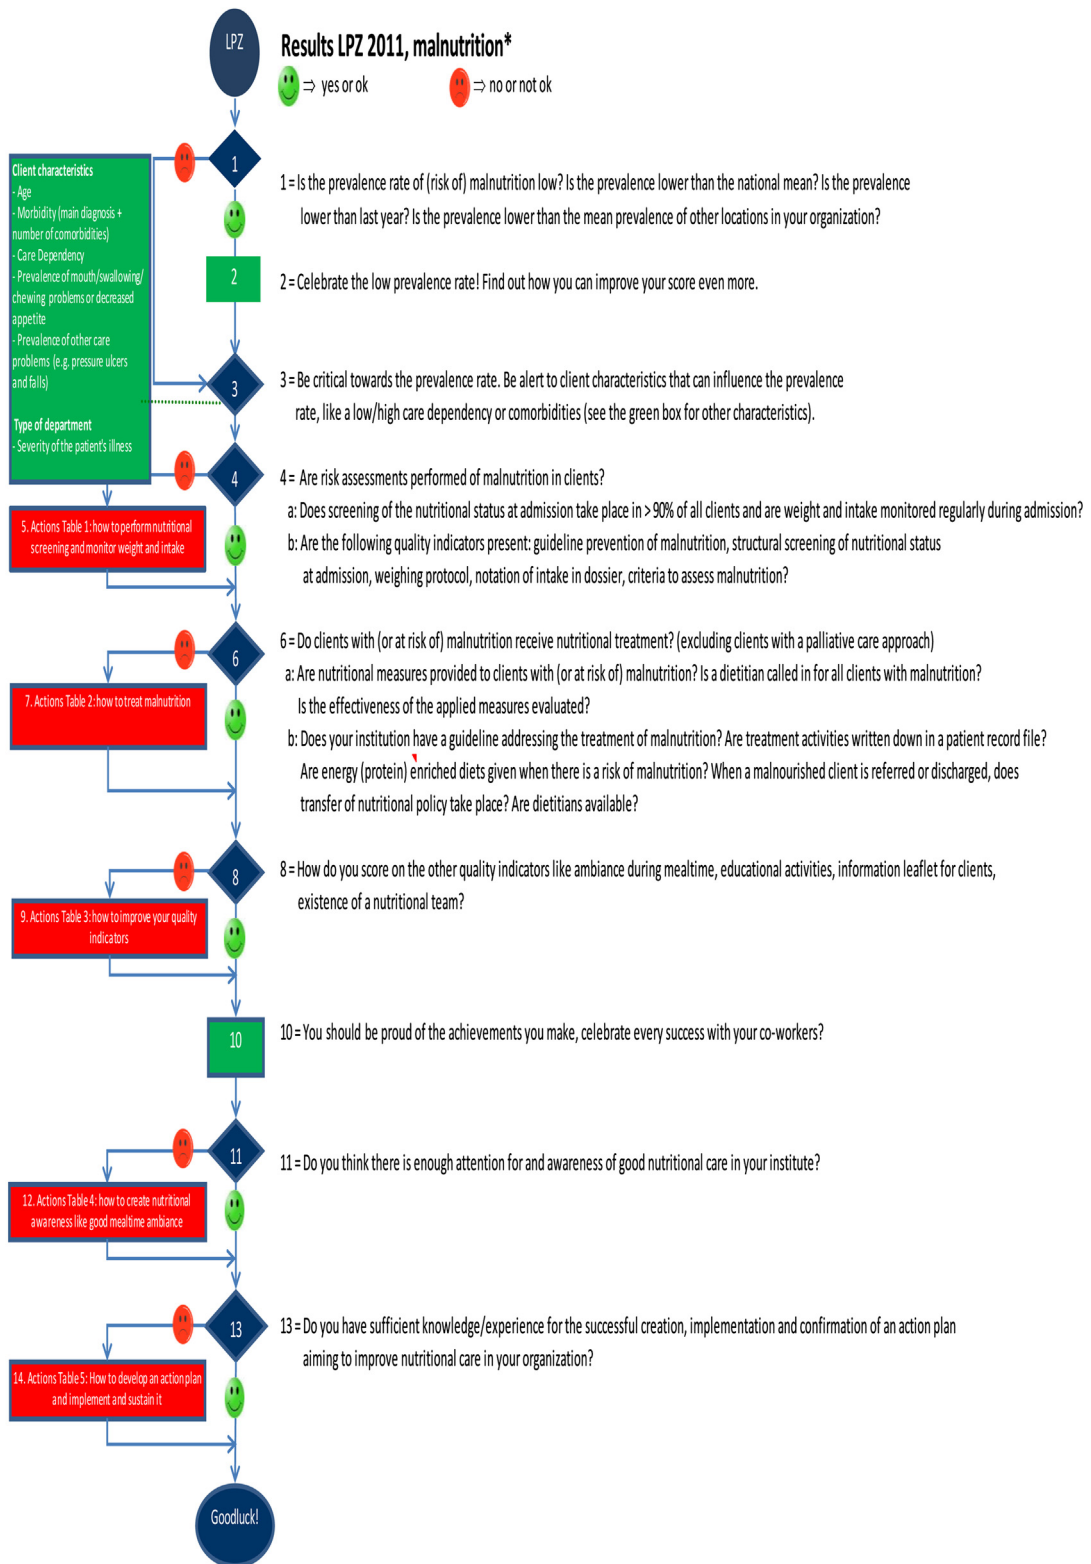 LPZ
Results LPZ 2011, malnutrition*
⇒ yes or ok
⇒ no or not ok
1
1 = Is the prevalence rate of (risk of) malnutrition low? Is the prevalence lower than the national mean? Is the prevalence
lower than last year? Is the prevalence lower than the mean prevalence of other locations in your organization?
Client characteristics
- Age
- Morbidity (main diagnosis +
number of comorbidities)
- Care Dependency
- Prevalence of mouth/swallowing/
chewing problems or decreased
appetite
- Prevalence of other care
problems (e.g. pressure ulcers
and falls)
Type of department
- Severity of the patient's illness
2
2 = Celebrate the low prevalence rate! Find out how you can improve your score even more.
3
3 = Be critical towards the prevalence rate. Be alert to client characteristics that can influence the prevalence
rate, like a low/high care dependency or comorbidities (see the green box for other characteristics).
4
4 = Are risk assessments performed of malnutrition in clients?
a: Does screening of the nutritional status at admission take place in > 90% of all clients and are weight and intake monitored regularly during admission?
b: Are the following quality indicators present: guideline prevention of malnutrition, structural screening of nutritional status
at admission, weighing protocol, notation of intake in dossier, criteria to assess malnutrition?
5. Actions Table 1: how to perform nutritional
screening and monitor weight and intake
6
6 = Do clients with (or at risk of) malnutrition receive nutritional treatment? (excluding clients with a palliative care approach)
a: Are nutritional measures provided to clients with (or at risk of) malnutrition? Is a dietitian called in for all clients with malnutrition?
Is the effectiveness of the applied measures evaluated?
b: Does your institution have a guideline addressing the treatment of malnutrition? Are treatment activities written down in a patient record file?
Are energy (protein) enriched diets given when there is a risk of malnutrition? When a malnourished client is referred or discharged, does
transfer of nutritional policy take place? Are dietitians available?
7. Actions Table 2: how to treat malnutrition
8
8 = How do you score on the other quality indicators like ambiance during mealtime, educational activities, information leaflet for clients,
existence of a nutritional team?
9. Actions Table 3: how to improve your quality
indicators
10
10 = You should be proud of the achievements you make, celebrate every success with your co-workers?
11
11 = Do you think there is enough attention for and awareness of good nutritional care in your institute?
12. Actions Table 4: how to create nutritional
awareness like good mealtime ambiance
13
13 = Do you have sufficient knowledge/experience for the successful creation, implementation and confirmation of an action plan
aiming to improve nutritional care in your organization?
14. Actions Table 5: How to develop an action plan
and implement and sustain it
Goodluck!